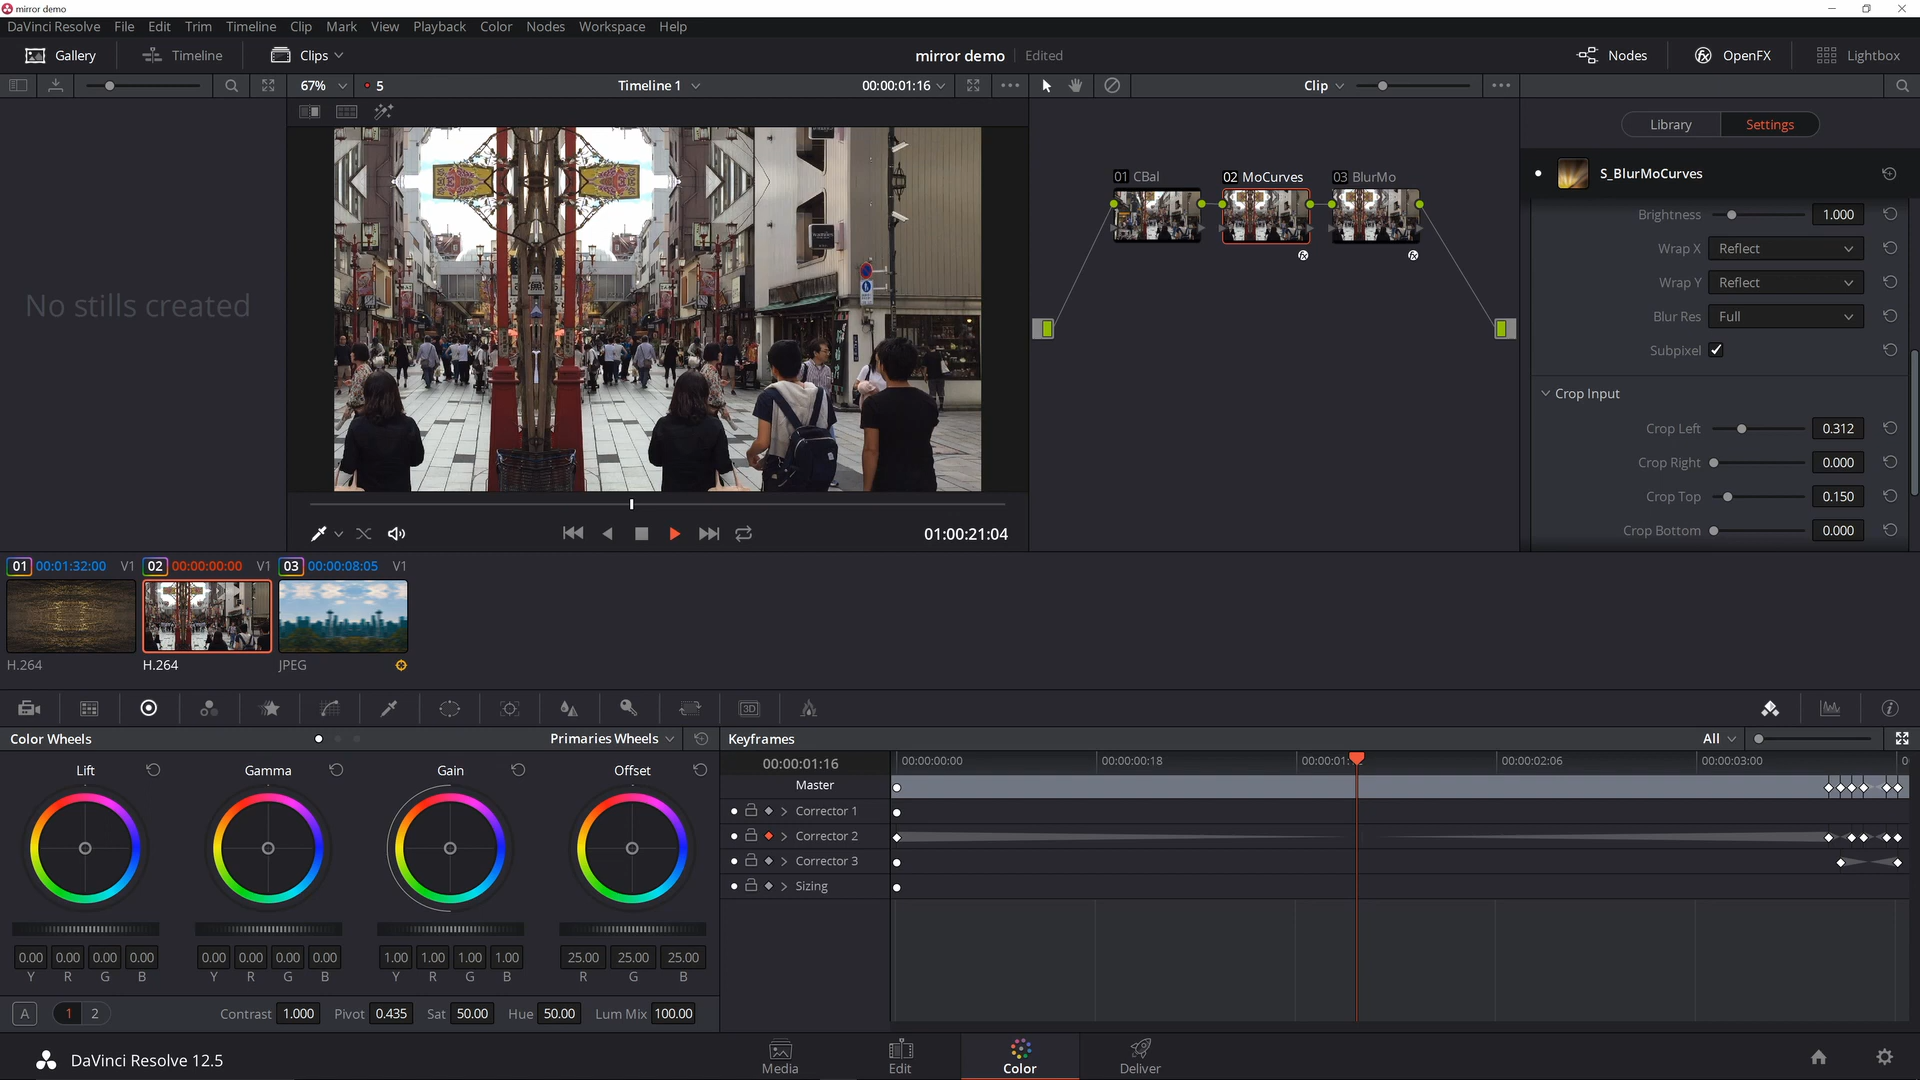 mirror demo
DaVinci Resolve File Edit Trim Timeline Clip Mark View Playback Color Nodes Workspace Help
Gallery Timeline Clips mirror demo Edited Nodes OpenFX Lightbox
67% 5 Timeline 1 00:00:01:16 Clip
Library Settings
S_BlurMoCurves
01 CBal 02 MoCurves 03 BlurMo
Brightness 1.000
Wrap X Reflect
Wrap Y Reflect
No stills created
Blur Res Full
Subpixel
Crop Input
Crop Left 0.312
Crop Right 0.000
Crop Top 0.150
Crop Bottom 0.000
01:00:21:04
01 00:01:32:00 V1 02 00:00:00:00 V1 03 00:00:08:05 V1
H.264 H.264 JPEG
3D
Color Wheels Primaries Wheels Keyframes All
Lift Gamma Gain Offset
00:00:01:16 00:00:00:00 00:00:00:18 00:00:02:06 00:00:03:00
Master
Corrector 1
Corrector 2
Corrector 3
Sizing
0.00 0.00 0.00 0.00 0.00 0.00 0.00 0.00 1.00 1.00 1.00 1.00 25.00 25.00 25.00
Y R G B Y R G B Y R G B R G B
A 1 2 Contrast 1.000 Pivot 0.435 Sat 50.00 Hue 50.00 Lum Mix 100.00
DaVinci Resolve 12.5 Media Edit Color Deliver